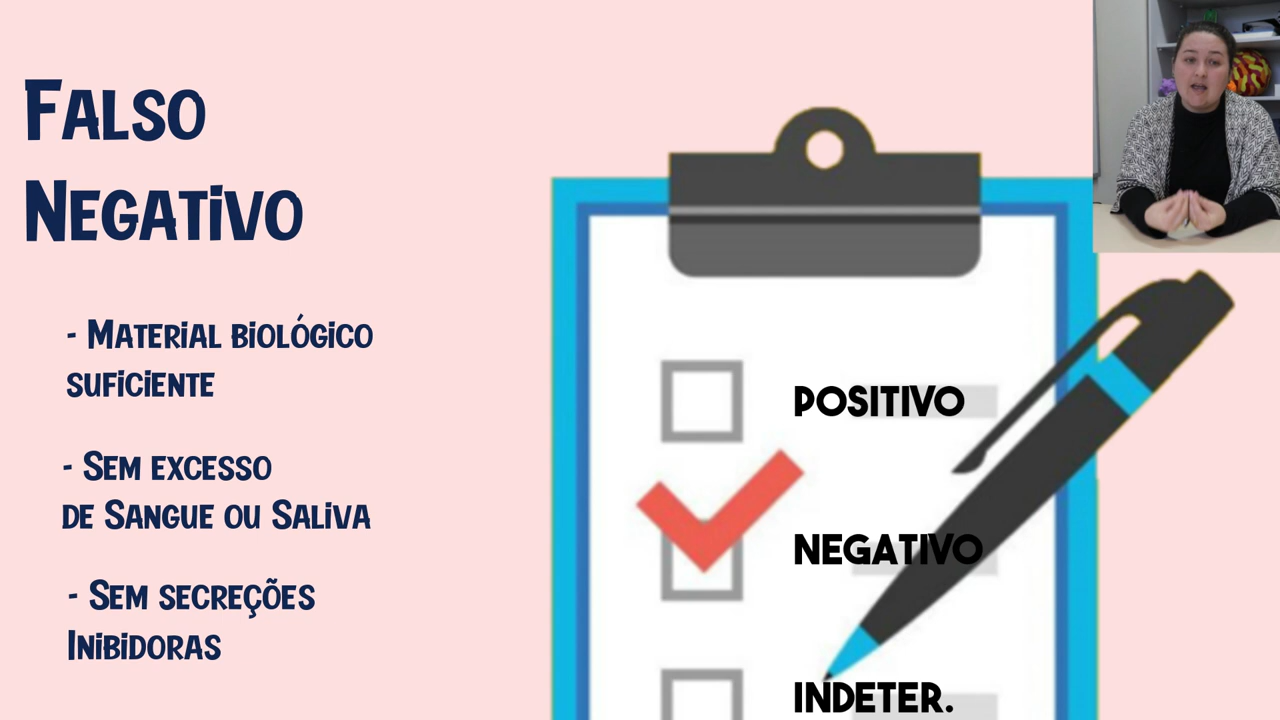 Falso
Negativo
- Material biológico
suficiente
- Sem excesso
de Sangue ou Saliva
- Sem secreções
Inibidoras
POSITIVO
NEGATIVO
INDETER.